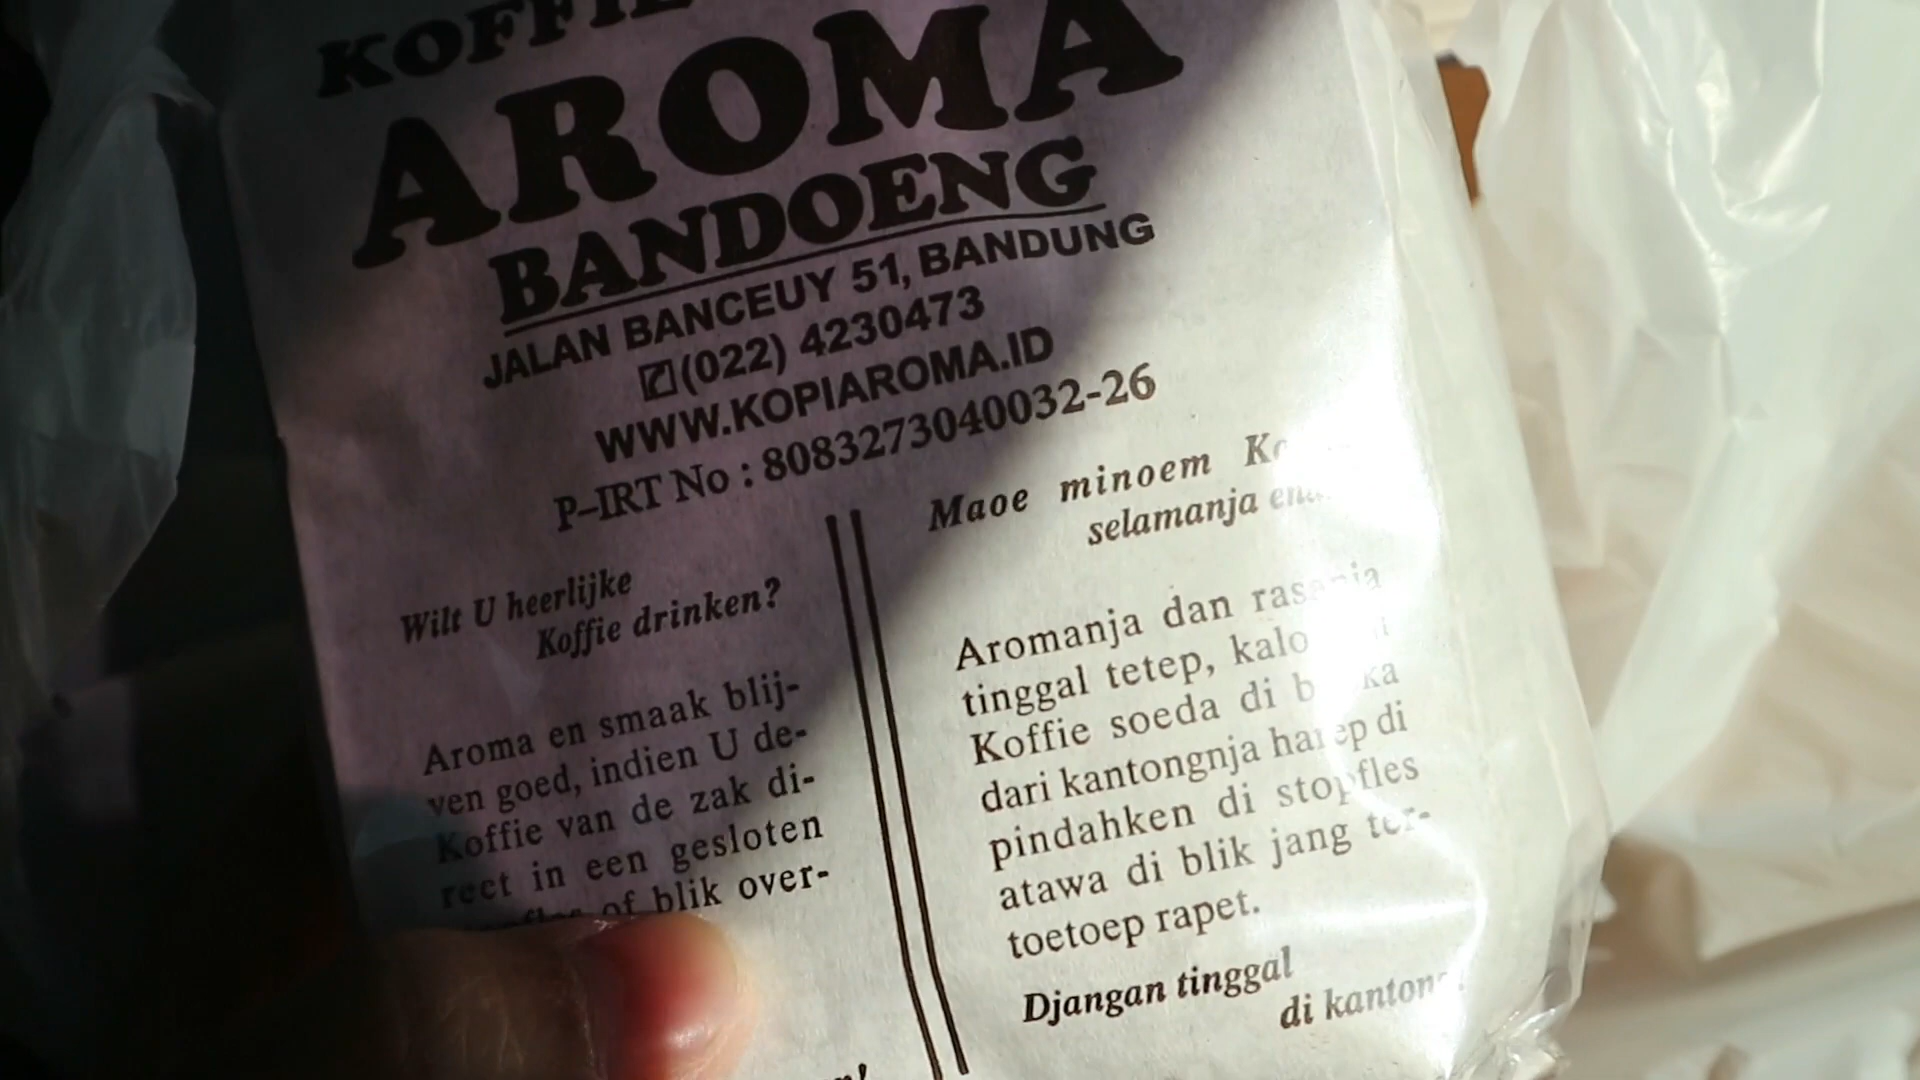 KOFFIE
AROMA
BANDOENG
JALAN BANCEUY 51, BANDUNG
(022) 4230473
WWW.KOPIAROMA.ID
P-IRT No : 8083273040032-26
Wilt U heerlijke
Koffie drinken?
Aroma en smaak blij-
ven goed, indien U de-
Koffie van de zak di-
rect in een gesloten
of blik over-
Maoe minoem
selamanja
Aromanja dan rasanja
tinggal tetep, kalo
Koffie soeda di
dari kantongnja harep di
pindahken di stopfles
atawa di blik jang ter-
toetoep rapet.
Djangan tinggal
di kantong!